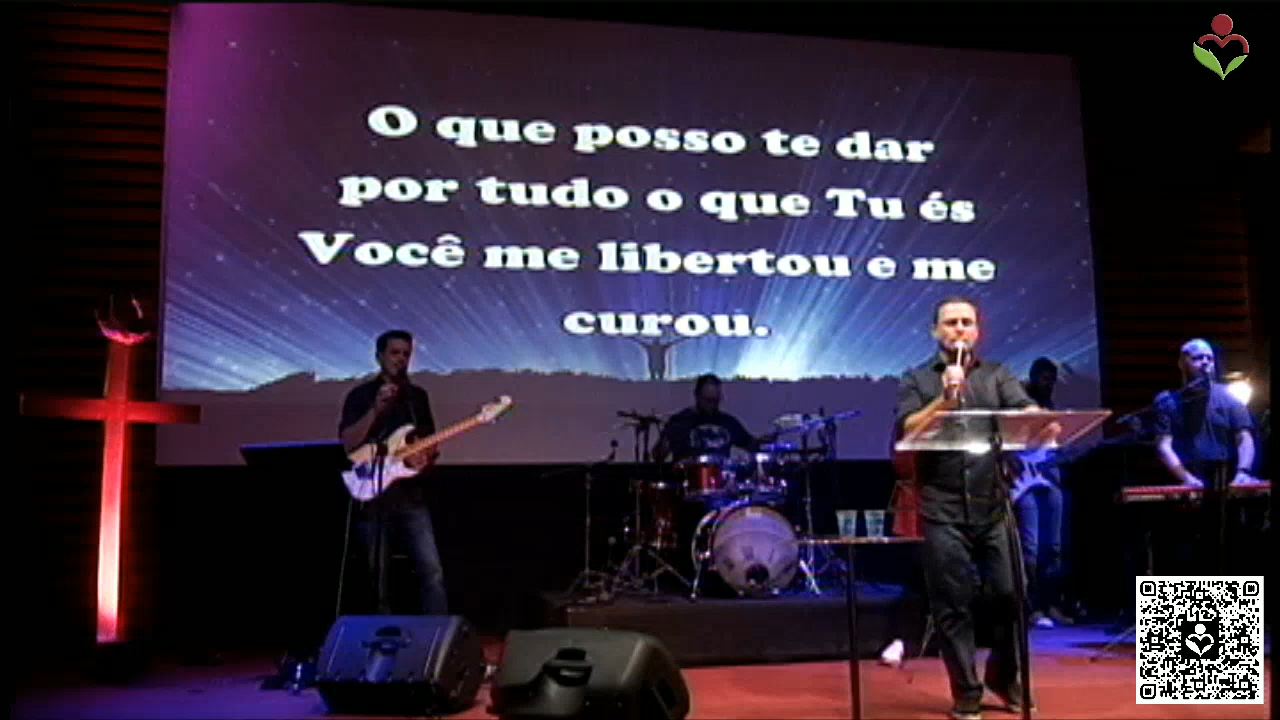 O que posso te dar
por tudo o que Tu és
Você me libertou e me
curou.